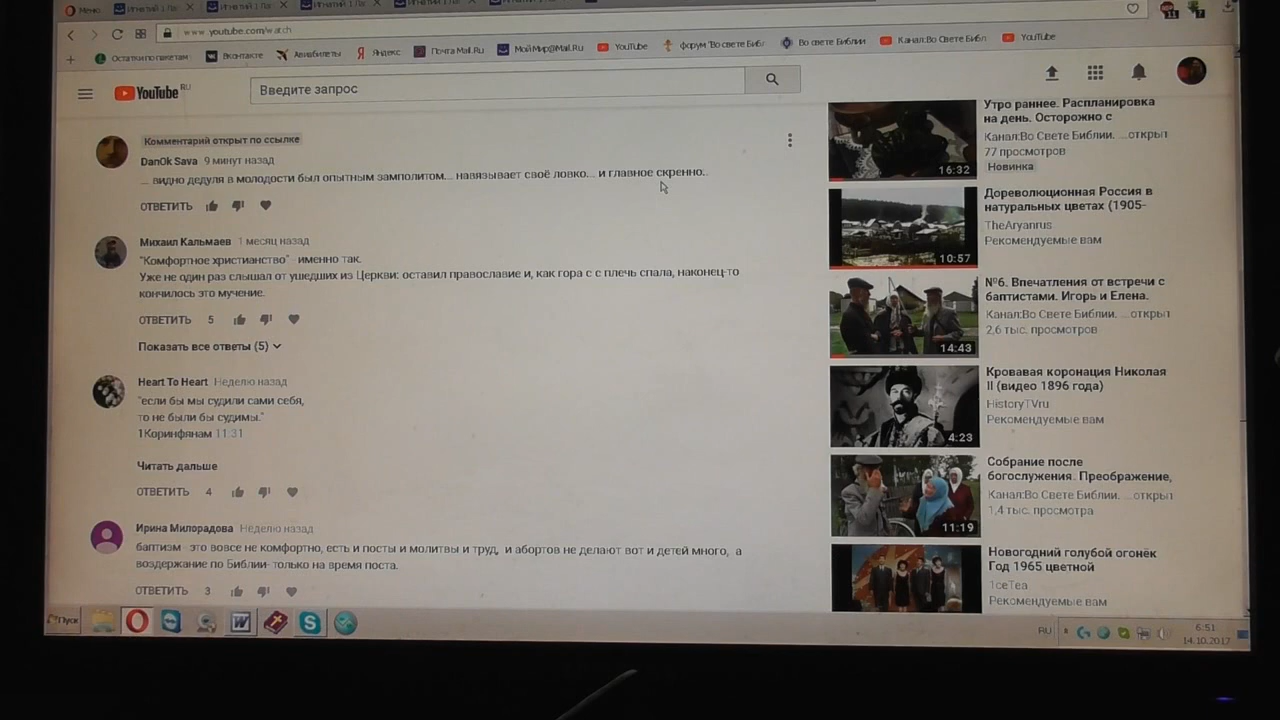 Меню
www.youtube.com/watch
Остатки по пакетам
Вконтакте
Авиабилеты
Яндекс
Почта Mail.Ru
МойМир@Mail.Ru
YouTube
форум "Во свете Библ
Во свете Библии
Канал:Во Свете Библ
YouTube
YouTube RU
Введите запрос
Комментарий открыт по ссылке
DanOk Sava 9 минут назад
... видно дедуля в молодости был опытным замполитом... навязывает своё ловко... и главное скренно..
ОТВЕТИТЬ
Михаил Кальмаев 1 месяц назад
"Комфортное христианство" - именно так.
Уже не один раз слышал от ушедших из Церкви: оставил православие и, как гора с с плечь спала, наконец-то
кончилось это мучение.
ОТВЕТИТЬ 5
Показать все ответы (5)
Heart To Heart Неделю назад
"если бы мы судили сами себя,
то не были бы судимы."
1Коринфянам 11:31
Читать дальше
ОТВЕТИТЬ 4
Ирина Милорадова Неделю назад
баптизм - это вовсе не комфортно, есть и посты и молитвы и труд, и абортов не делают вот и детей много, а
воздержание по Библии-только на время поста.
ОТВЕТИТЬ 3
16:32
Утро раннее. Распланировка
на день. Осторожно с
Канал:Во Свете Библии. ...открыт
77 просмотров
Новинка
10:57
Дореволюционная Россия в
натуральных цветах (1905-
TheAryanrus
Рекомендуемые вам
14:43
№6. Впечатления от встречи с
баптистами. Игорь и Елена.
Канал:Во Свете Библии. ...открыт
2,6 тыс. просмотров
4:23
Кровавая коронация Николая
II (видео 1896 года)
HistoryTVru
Рекомендуемые вам
11:19
Собрание после
богослужения. Преображение,
Канал:Во Свете Библии. ...открыт
1,4 тыс. просмотра
Новогодний голубой огонёк
Год 1965 цветной
1ceTea
Рекомендуемые вам
Пуск
RU
6:51
14.10.2017